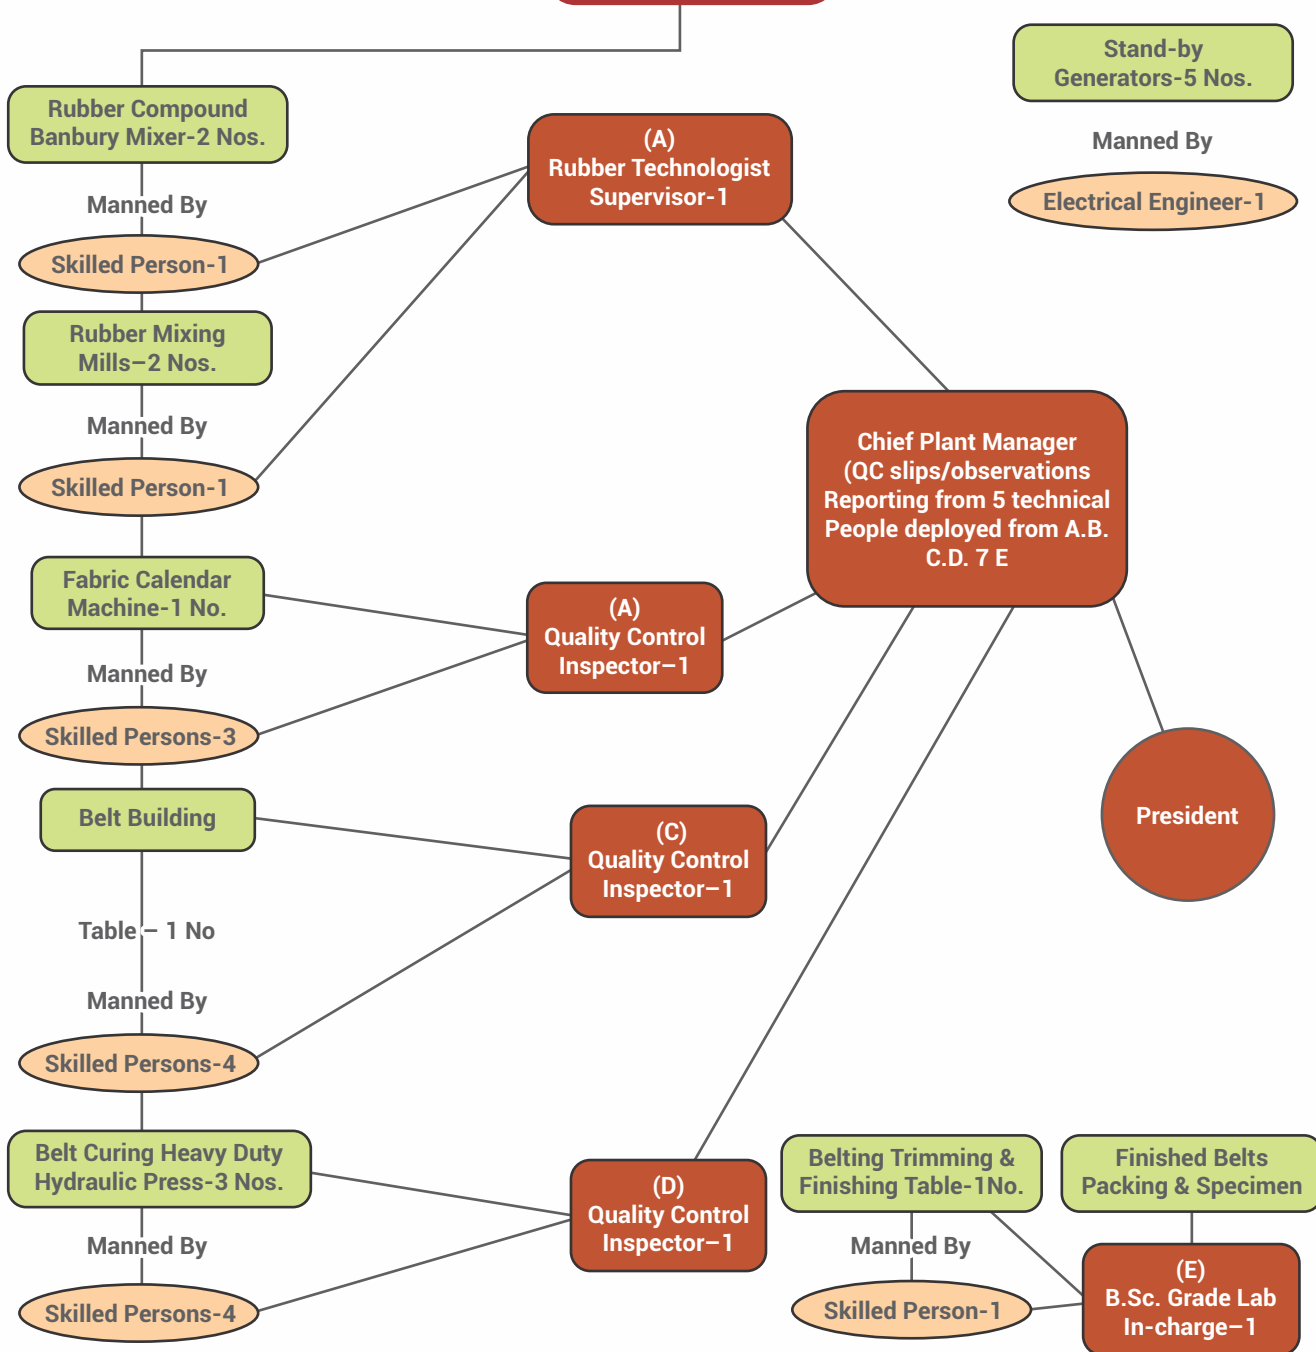 Stand-by
Generators-5 Nos.
Manned By
Electrical Engineer-1
Rubber Compound
Banbury Mixer-2 Nos.
Manned By
Skilled Person-1
Rubber Mixing
Mills–2 Nos.
Manned By
Skilled Person-1
Fabric Calendar
Machine-1 No.
Manned By
Skilled Persons-3
Belt Building
Table – 1 No
Manned By
Skilled Persons-4
Belt Curing Heavy Duty
Hydraulic Press-3 Nos.
Manned By
Skilled Persons-4
(A)
Rubber Technologist
Supervisor-1
(A)
Quality Control
Inspector–1
(C)
Quality Control
Inspector–1
(D)
Quality Control
Inspector–1
Chief Plant Manager
(QC slips/observations
Reporting from 5 technical
People deployed from A.B.
C.D. 7 E
President
Belting Trimming &
Finishing Table-1No.
Manned By
Skilled Person-1
Finished Belts
Packing & Specimen
(E)
B.Sc. Grade Lab
In-charge–1